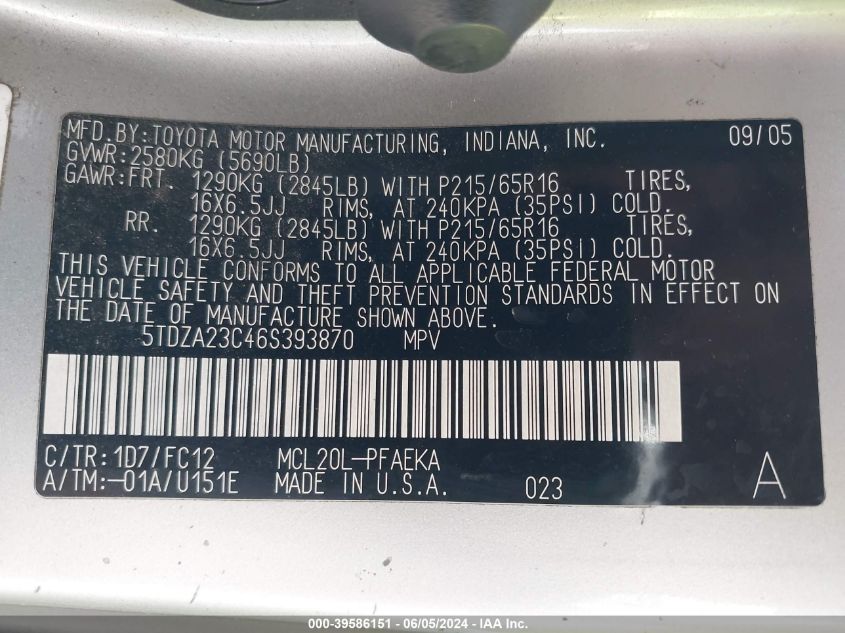 MFD. BY: TOYOTA MOTOR MANUFACTURING, INDIANA, INC. 09/05
GVWR: 2580KG (5690LB)
GAWR: FRT. 1290KG (2845LB) WITH P215/65R16 TIRES,
16X6.5JJ RIMS, AT 240KPA (35PSI) COLD.
RR. 1290KG (2845LB) WITH P215/65R16 TIRES,
16X6.5JJ RIMS, AT 240KPA (35PSI) COLD.
THIS VEHICLE CONFORMS TO ALL APPLICABLE FEDERAL MOTOR
VEHICLE SAFETY AND THEFT PREVENTION STANDARDS IN EFFECT ON
THE DATE OF MANUFACTURE SHOWN ABOVE.
5TDZA23C46S393870 MPV
C/TR: 1D7/FC12 MCL20L-PFAEKA
A/TM: -01A/U151E MADE IN U.S.A. 023 A
000-39586151 - 06/05/2024 - IAA Inc.